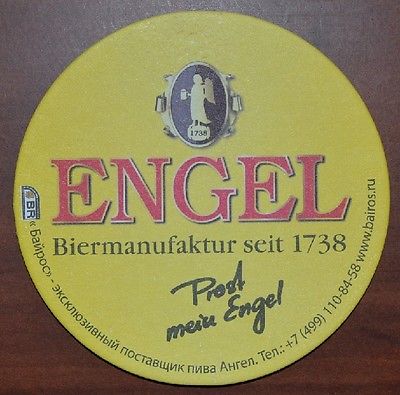 1738
ENGEL
Biermanufaktur seit 1738
Prost
mein Engel
BR «Байрос» - эксклюзивный поставщик пива Ангел. Тел.: +7 (499) 110-84-58 www.bairos.ru